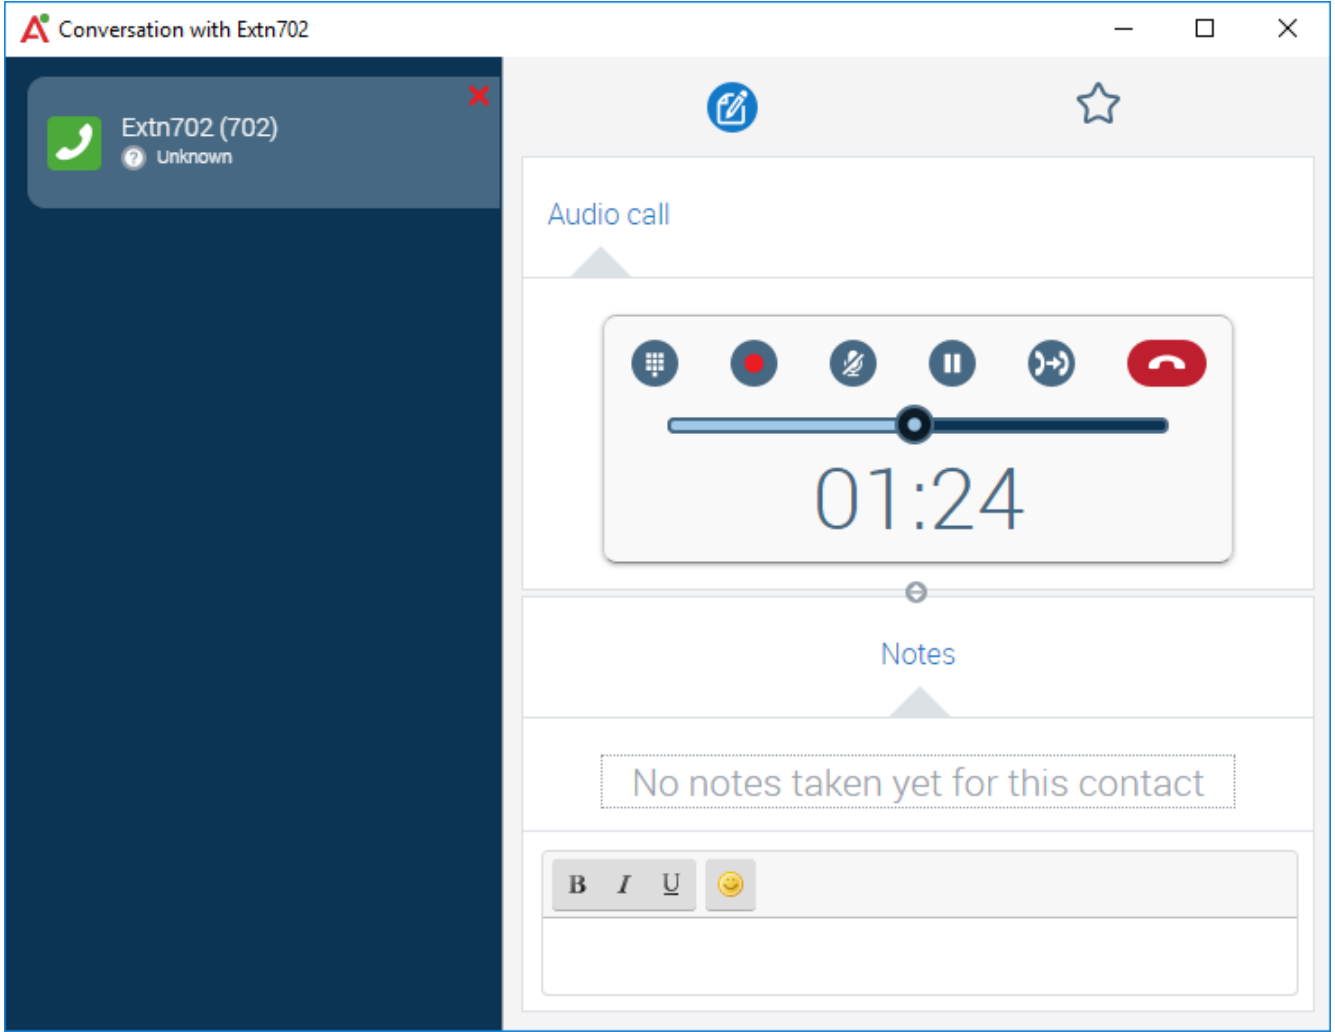 Conversation with Extn702
Extn702 (702)
? Unknown
Audio call
01:24
Notes
No notes taken yet for this contact
B I U